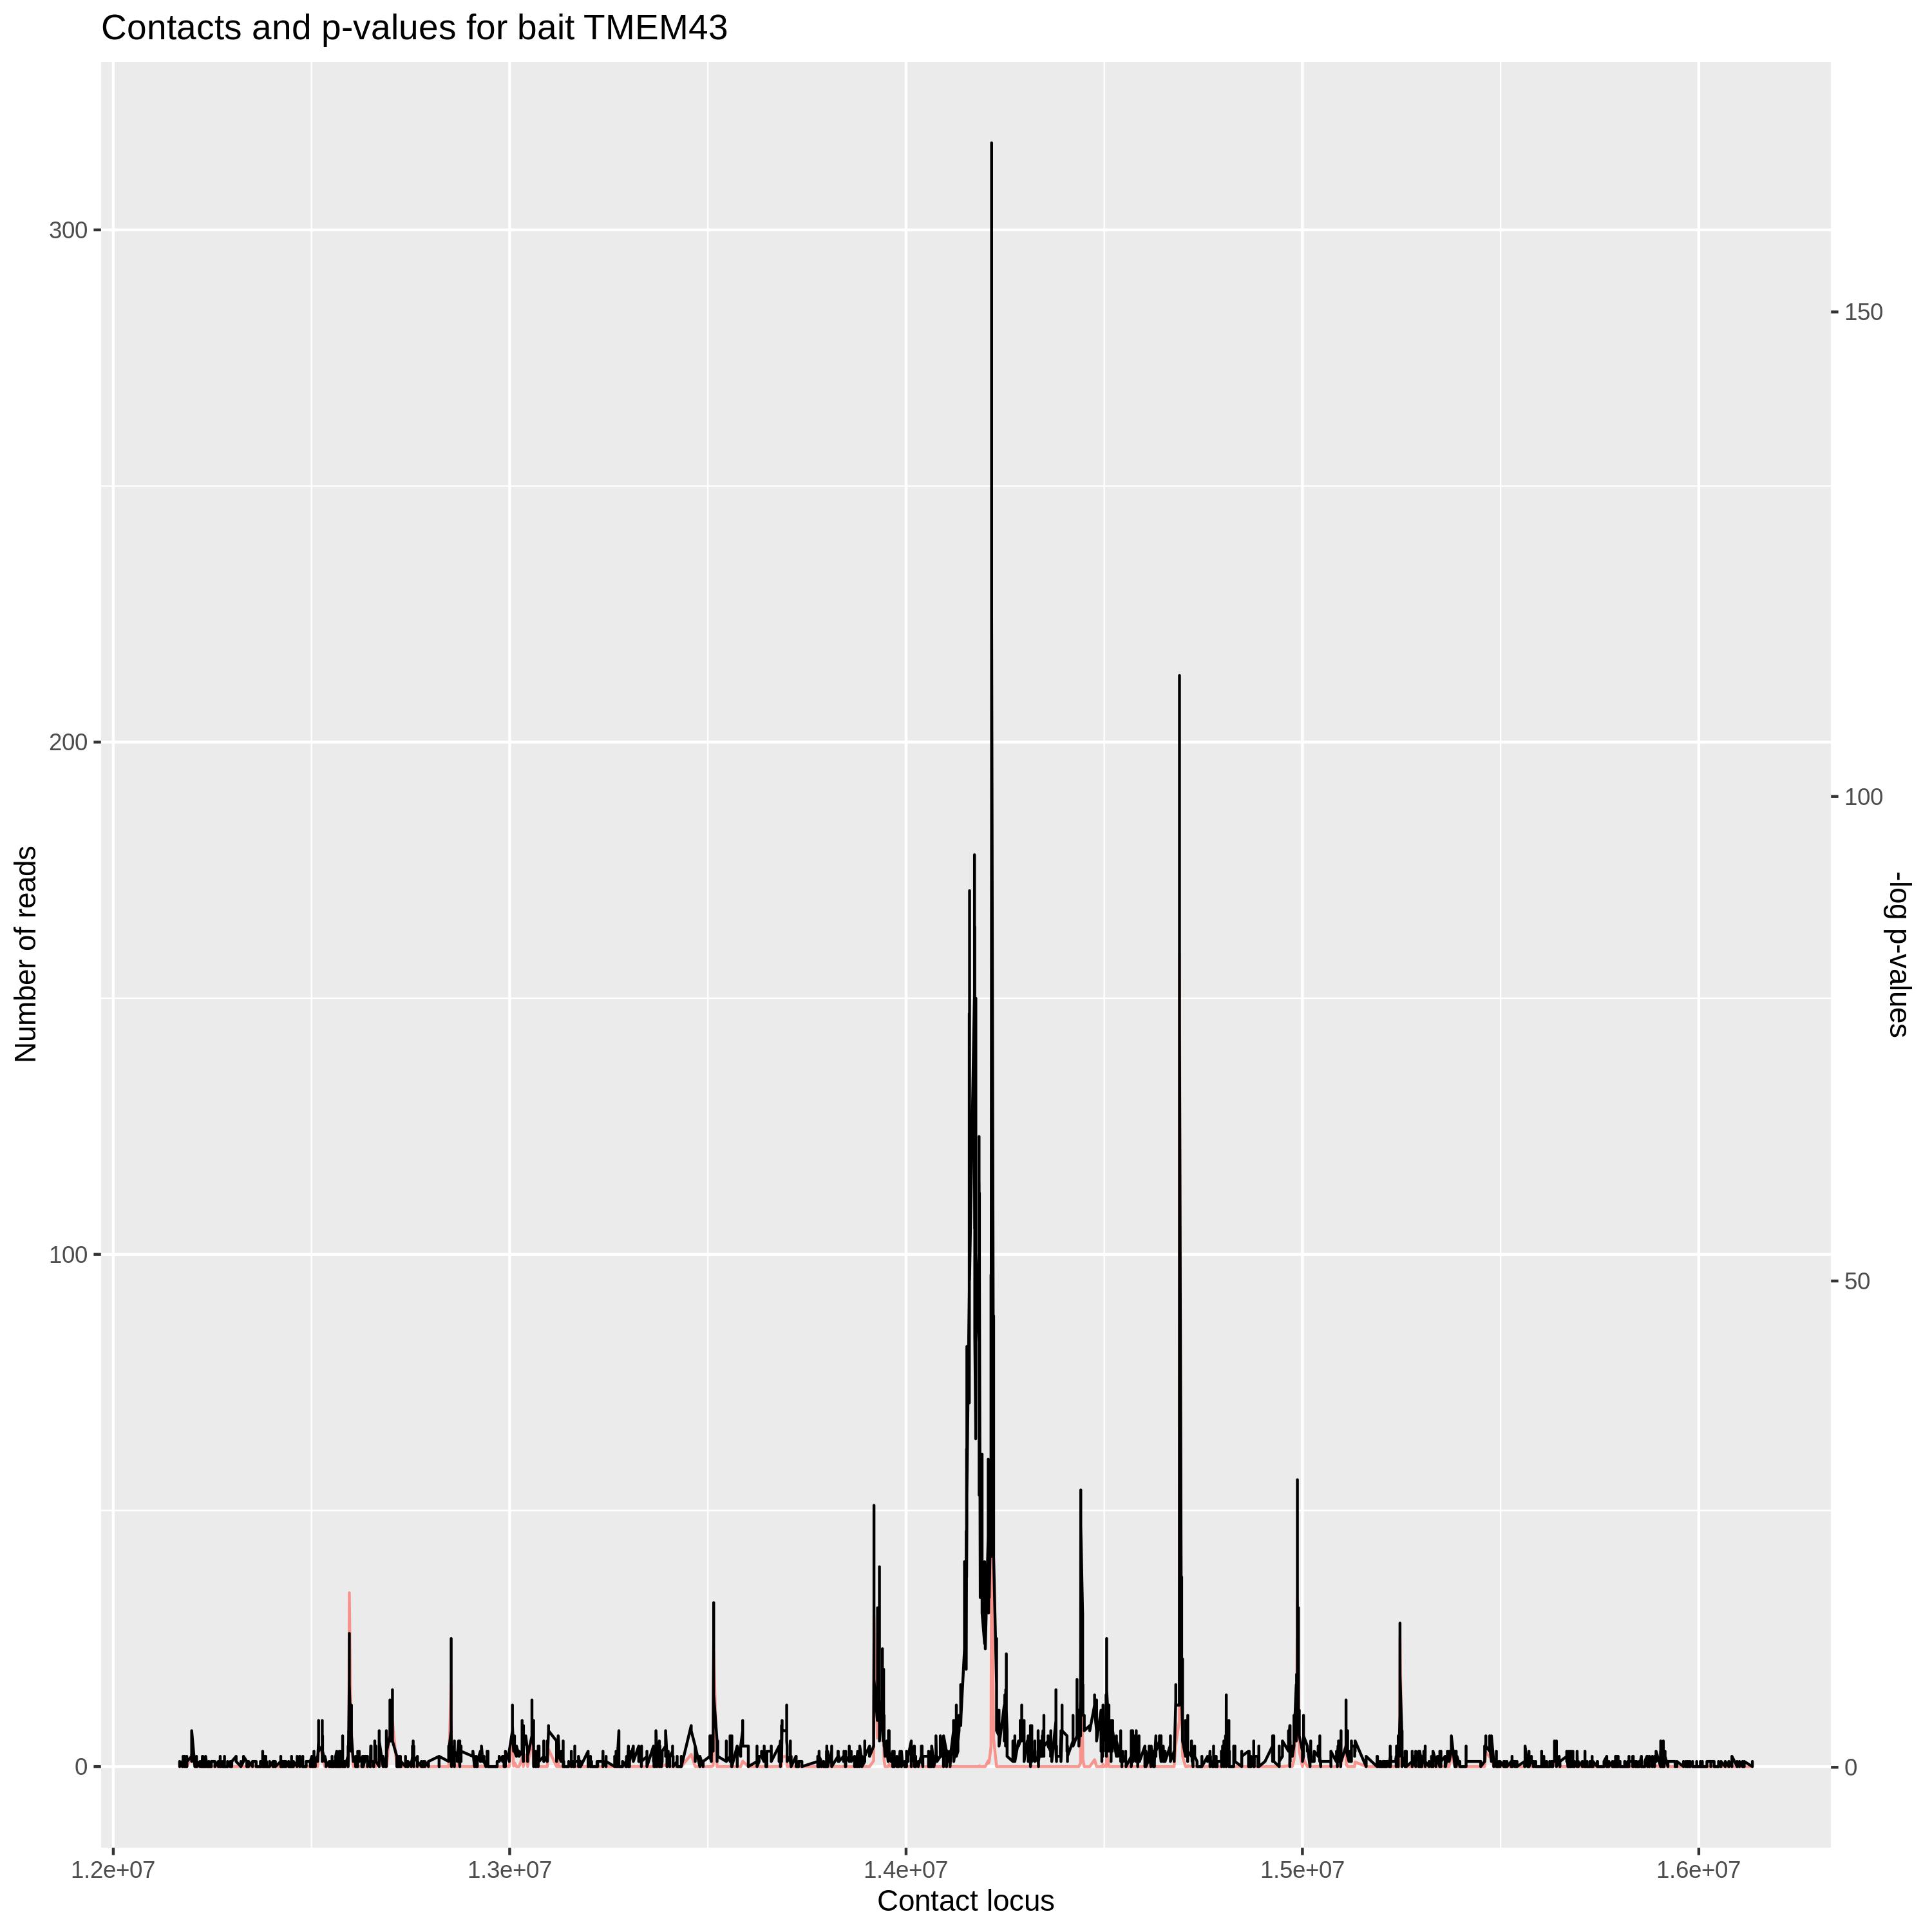 Contacts and p-values for bait TMEM43
300
200
100
0
Number of reads
150
100
50
0
-log p-values
1.2e+07
1.3e+07
1.4e+07
1.5e+07
1.6e+07
Contact locus